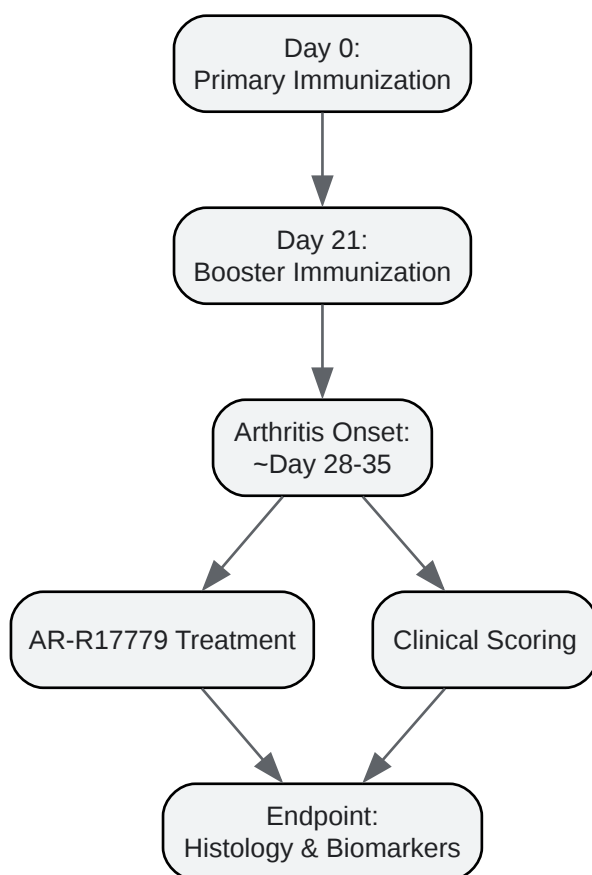 Day 0:
Primary Immunization
Day 21:
Booster Immunization
Arthritis Onset:
~Day 28-35
AR-R17779 Treatment
Clinical Scoring
Endpoint:
Histology & Biomarkers